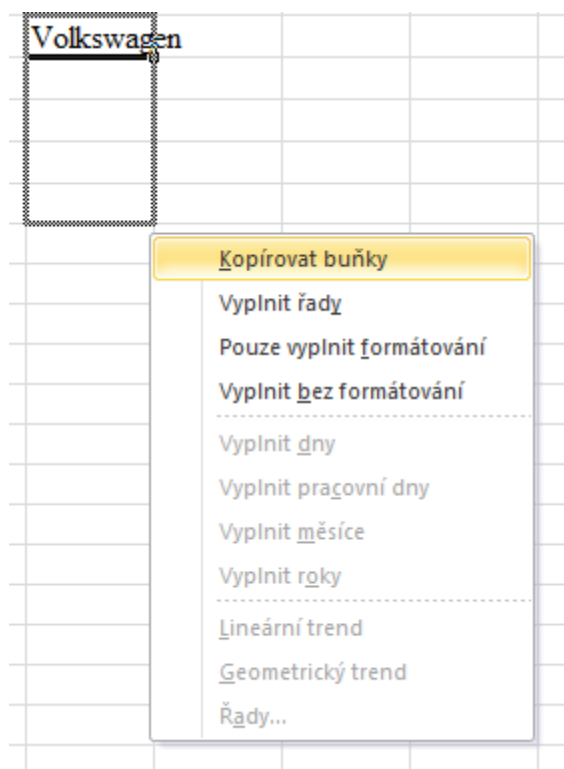 Volkswagen
Kopírovat buňky
Vyplnit řady
Pouze vyplnit formátování
Vyplnit bez formátování
Vyplnit dny
Vyplnit pracovní dny
Vyplnit měsíce
Vyplnit roky
Lineární trend
Geometrický trend
Řady...